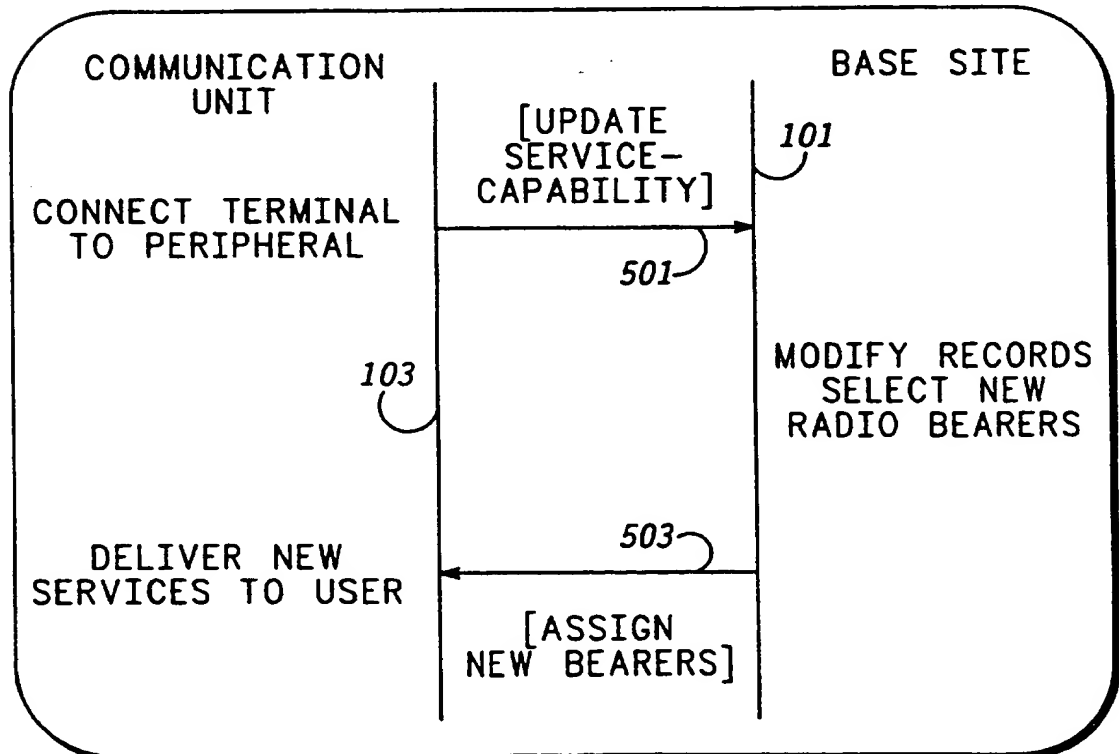 COMMUNICATION
UNIT
BASE SITE
[UPDATE
SERVICE-
CAPABILITY]
101
CONNECT TERMINAL
TO PERIPHERAL
501
MODIFY RECORDS
SELECT NEW
RADIO BEARERS
103
503
DELIVER NEW
SERVICES TO USER
[ASSIGN
NEW BEARERS]